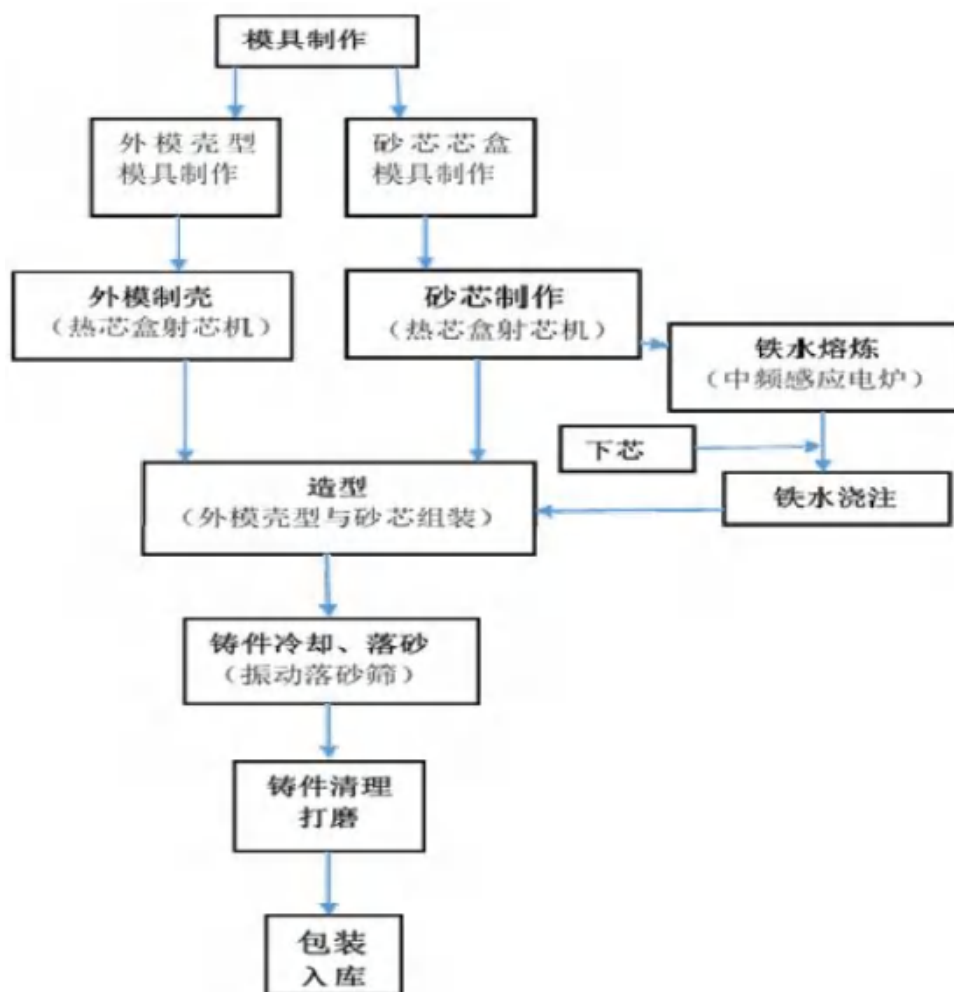 模具制作
外模壳型
模具制作
砂芯芯盒
模具制作
外模制壳
（热芯盒射芯机）
砂芯制作
（热芯盒射芯机）
铁水熔炼
（中频感应电炉）
下芯
铁水浇注
造型
（外模壳型与砂芯组装）
铸件冷却、落砂
（振动落砂筛）
铸件清理
打磨
包装
入库